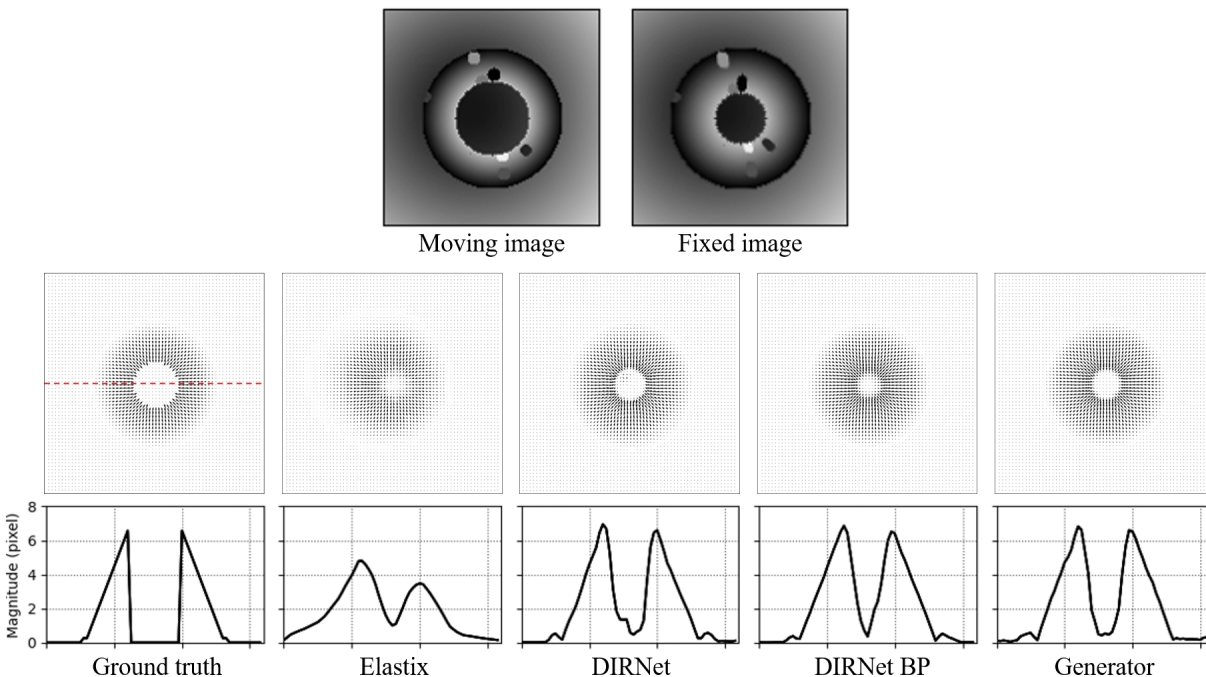 Moving image
Fixed image
8
6
4
2
0
Magnitude (pixel)
Ground truth
Elastix
DIRNet
DIRNet BP
Generator